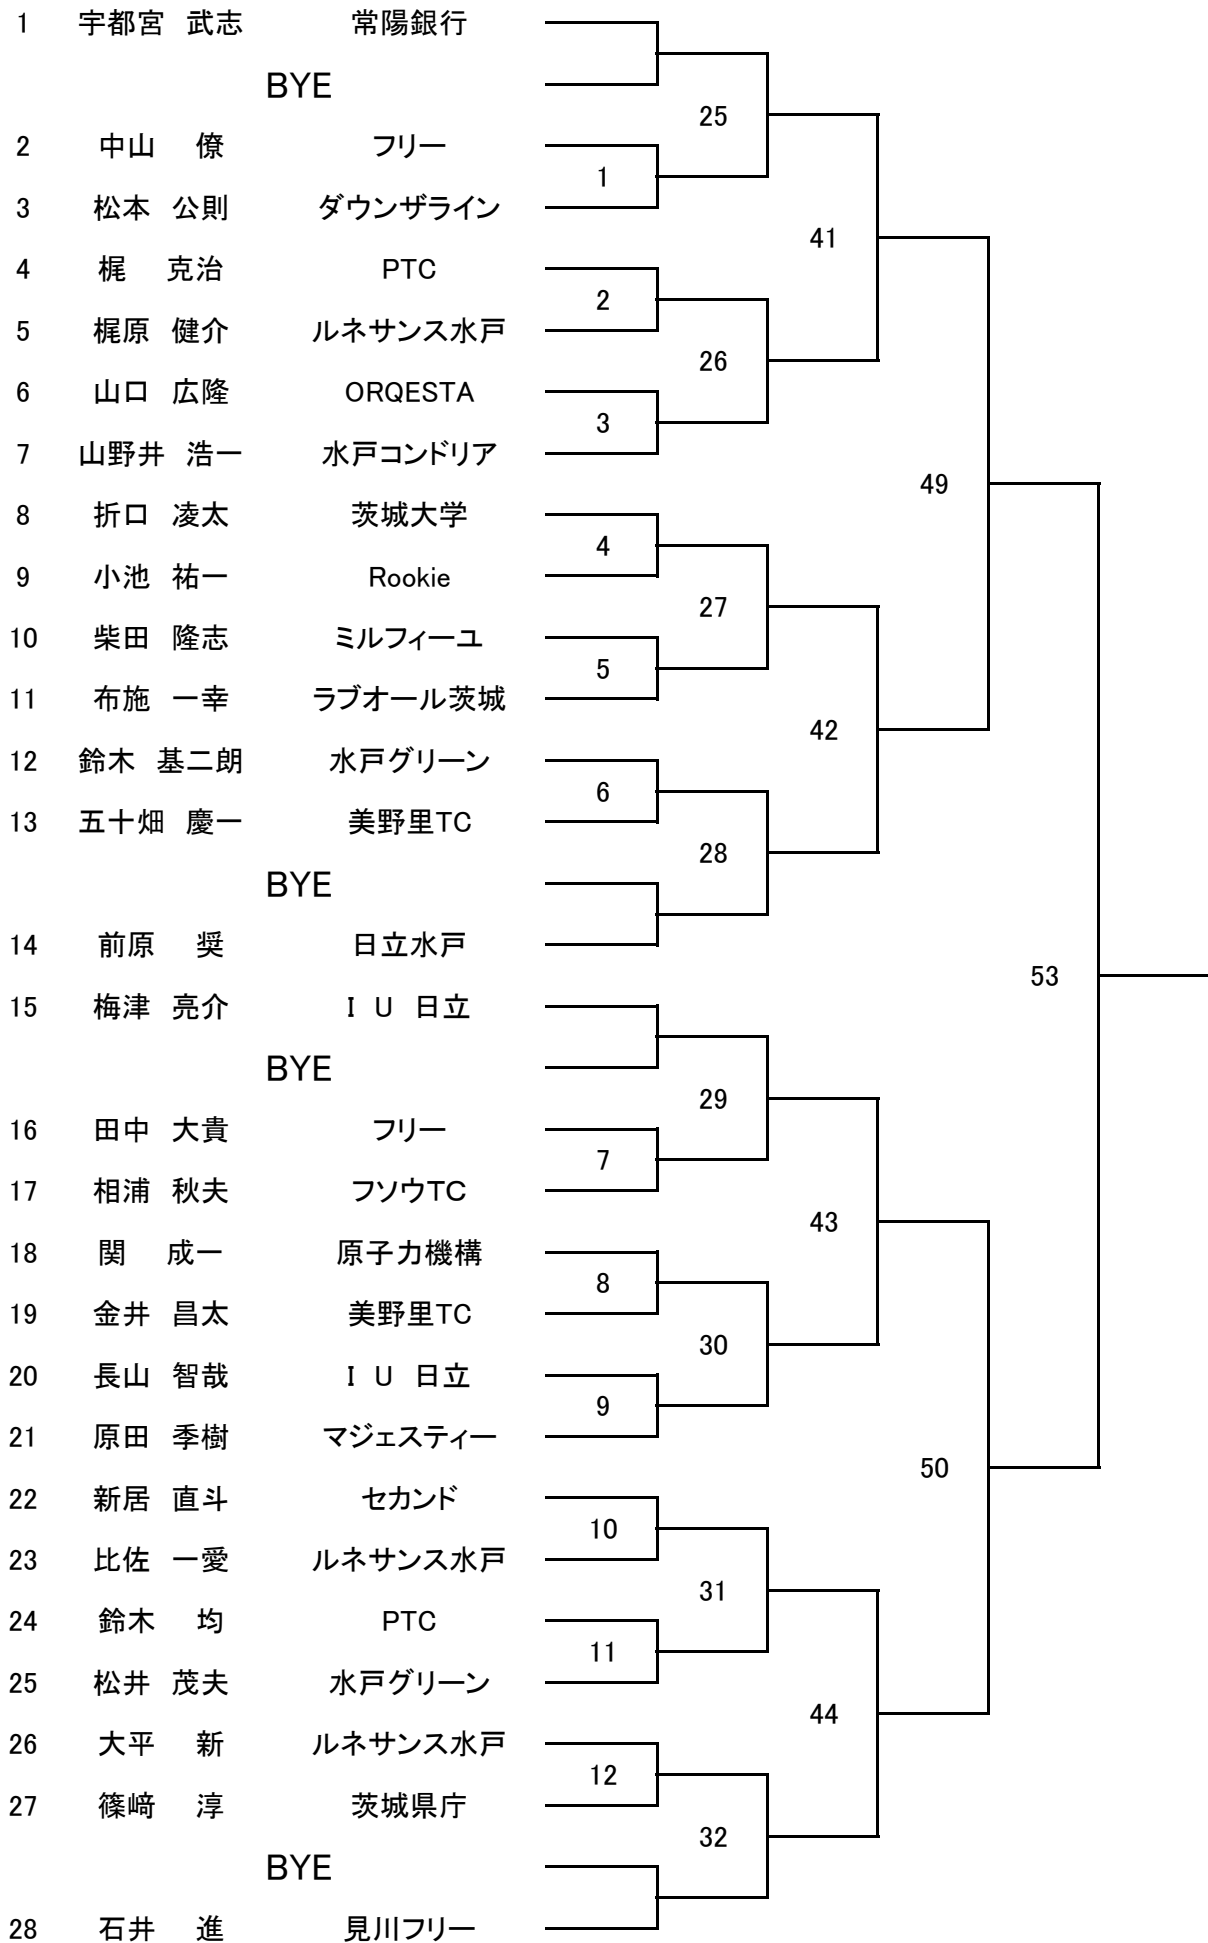 1 宇都宮 武志 常陽銀行
BYE
25
2 中山 僚 フリー
1
3 松本 公則 ダウンザライン
41
4 梶 克治 PTC
2
5 梶原 健介 ルネサンス水戸
26
6 山口 広隆 ORQESTA
3
7 山野井 浩一 水戸コンドリア
49
8 折口 凌太 茨城大学
4
9 小池 祐一 Rookie
27
10 柴田 隆志 ミルフィーユ
5
11 布施 一幸 ラブオール茨城
42
12 鈴木 基二朗 水戸グリーン
6
13 五十畑 慶一 美野里TC
28
BYE
14 前原 奨 日立水戸
53
15 梅津 亮介 I U 日立
BYE
29
16 田中 大貴 フリー
7
17 相浦 秋夫 フソウTC
43
18 関 成一 原子力機構
8
19 金井 昌太 美野里TC
30
20 長山 智哉 I U 日立
9
21 原田 季樹 マジェスティー
50
22 新居 直斗 セカンド
10
23 比佐 一愛 ルネサンス水戸
31
24 鈴木 均 PTC
11
25 松井 茂夫 水戸グリーン
44
26 大平 新 ルネサンス水戸
12
27 篠﨑 淳 茨城県庁
32
BYE
28 石井 進 見川フリー